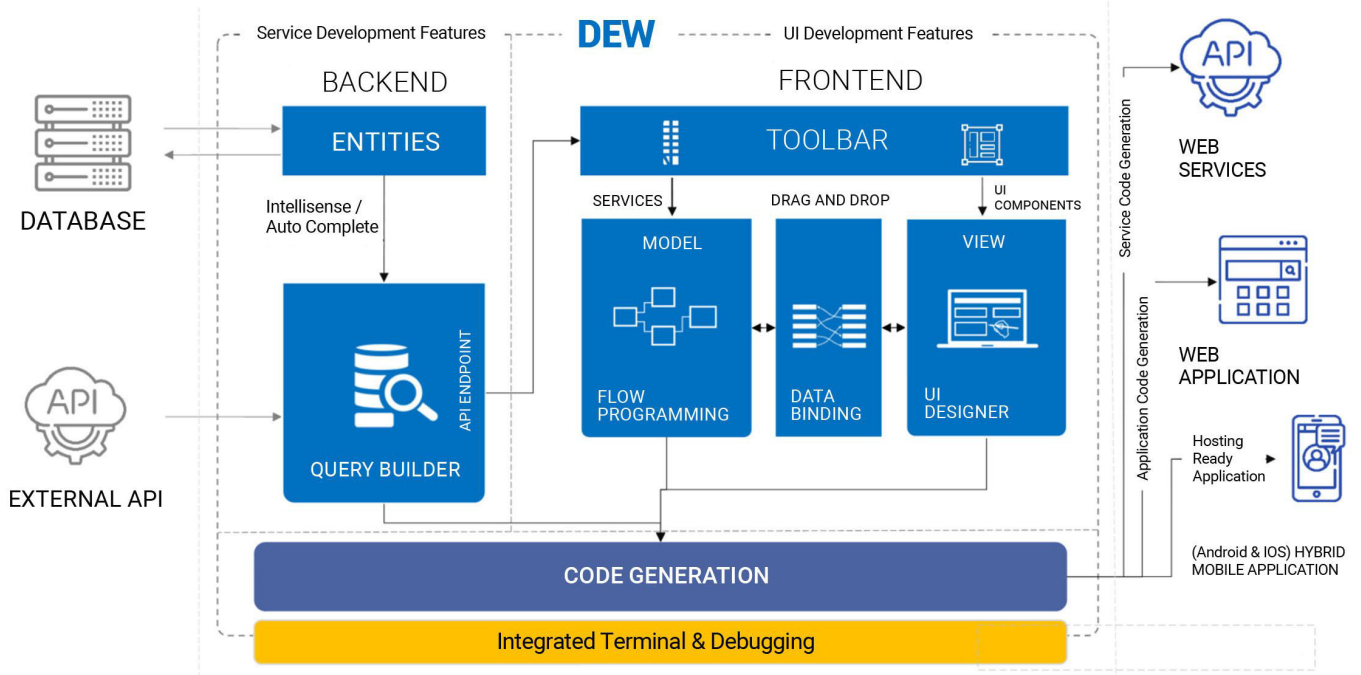 Service Development Features
DEW
UI Development Features
BACKEND
FRONTEND
DATABASE
EXTERNAL API
API
ENTITIES
Intellisense /
Auto Complete
QUERY BUILDER
API ENDPOINT
TOOLBAR
SERVICES
DRAG AND DROP
UI
COMPONENTS
MODEL
FLOW
PROGRAMMING
DATA
BINDING
VIEW
UI
DESIGNER
CODE GENERATION
Integrated Terminal & Debugging
Service Code Generation
Application Code Generation
API
WEB
SERVICES
WEB
APPLICATION
Hosting
Ready
Application
(Android & IOS) HYBRID
MOBILE APPLICATION